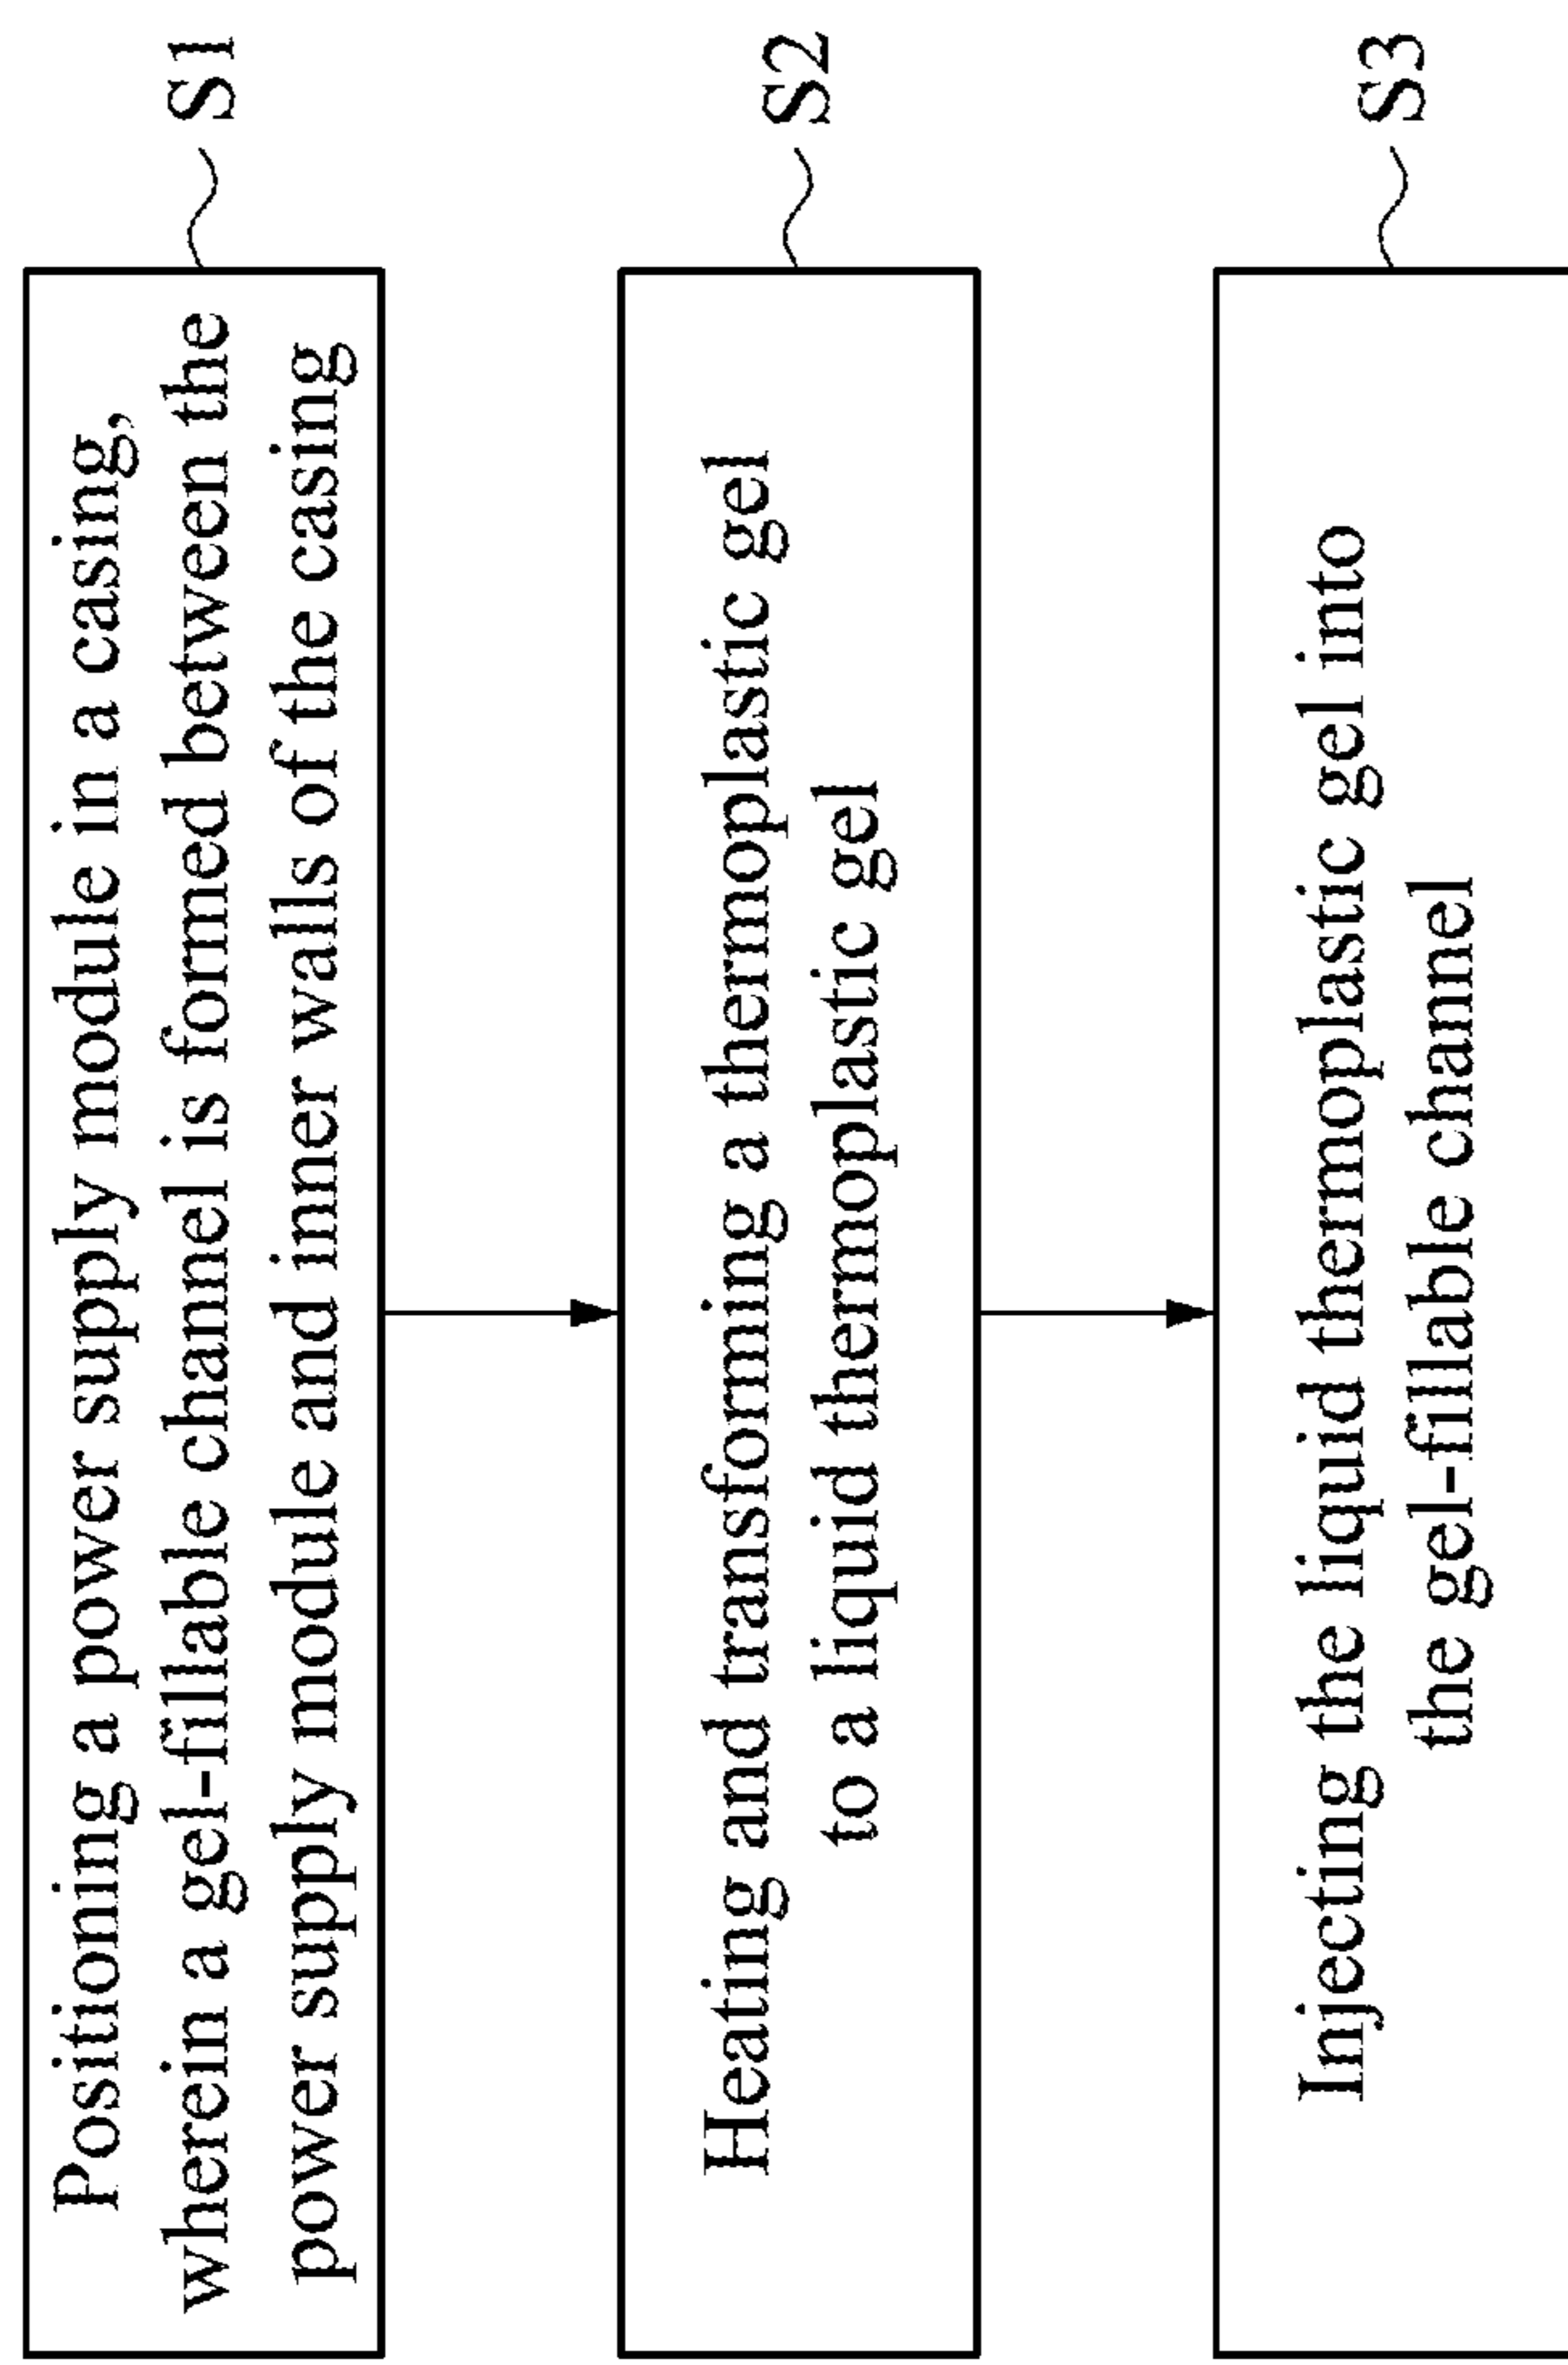 Positioning a power supply module in a casing,
wherein a gel-fillable channel is formed between the
power supply module and inner walls of the casing
S1
Heating and transforming a thermoplastic gel
to a liquid thermoplastic gel
S2
Injecting the liquid thermoplastic gel into
the gel-fillable channel
S3